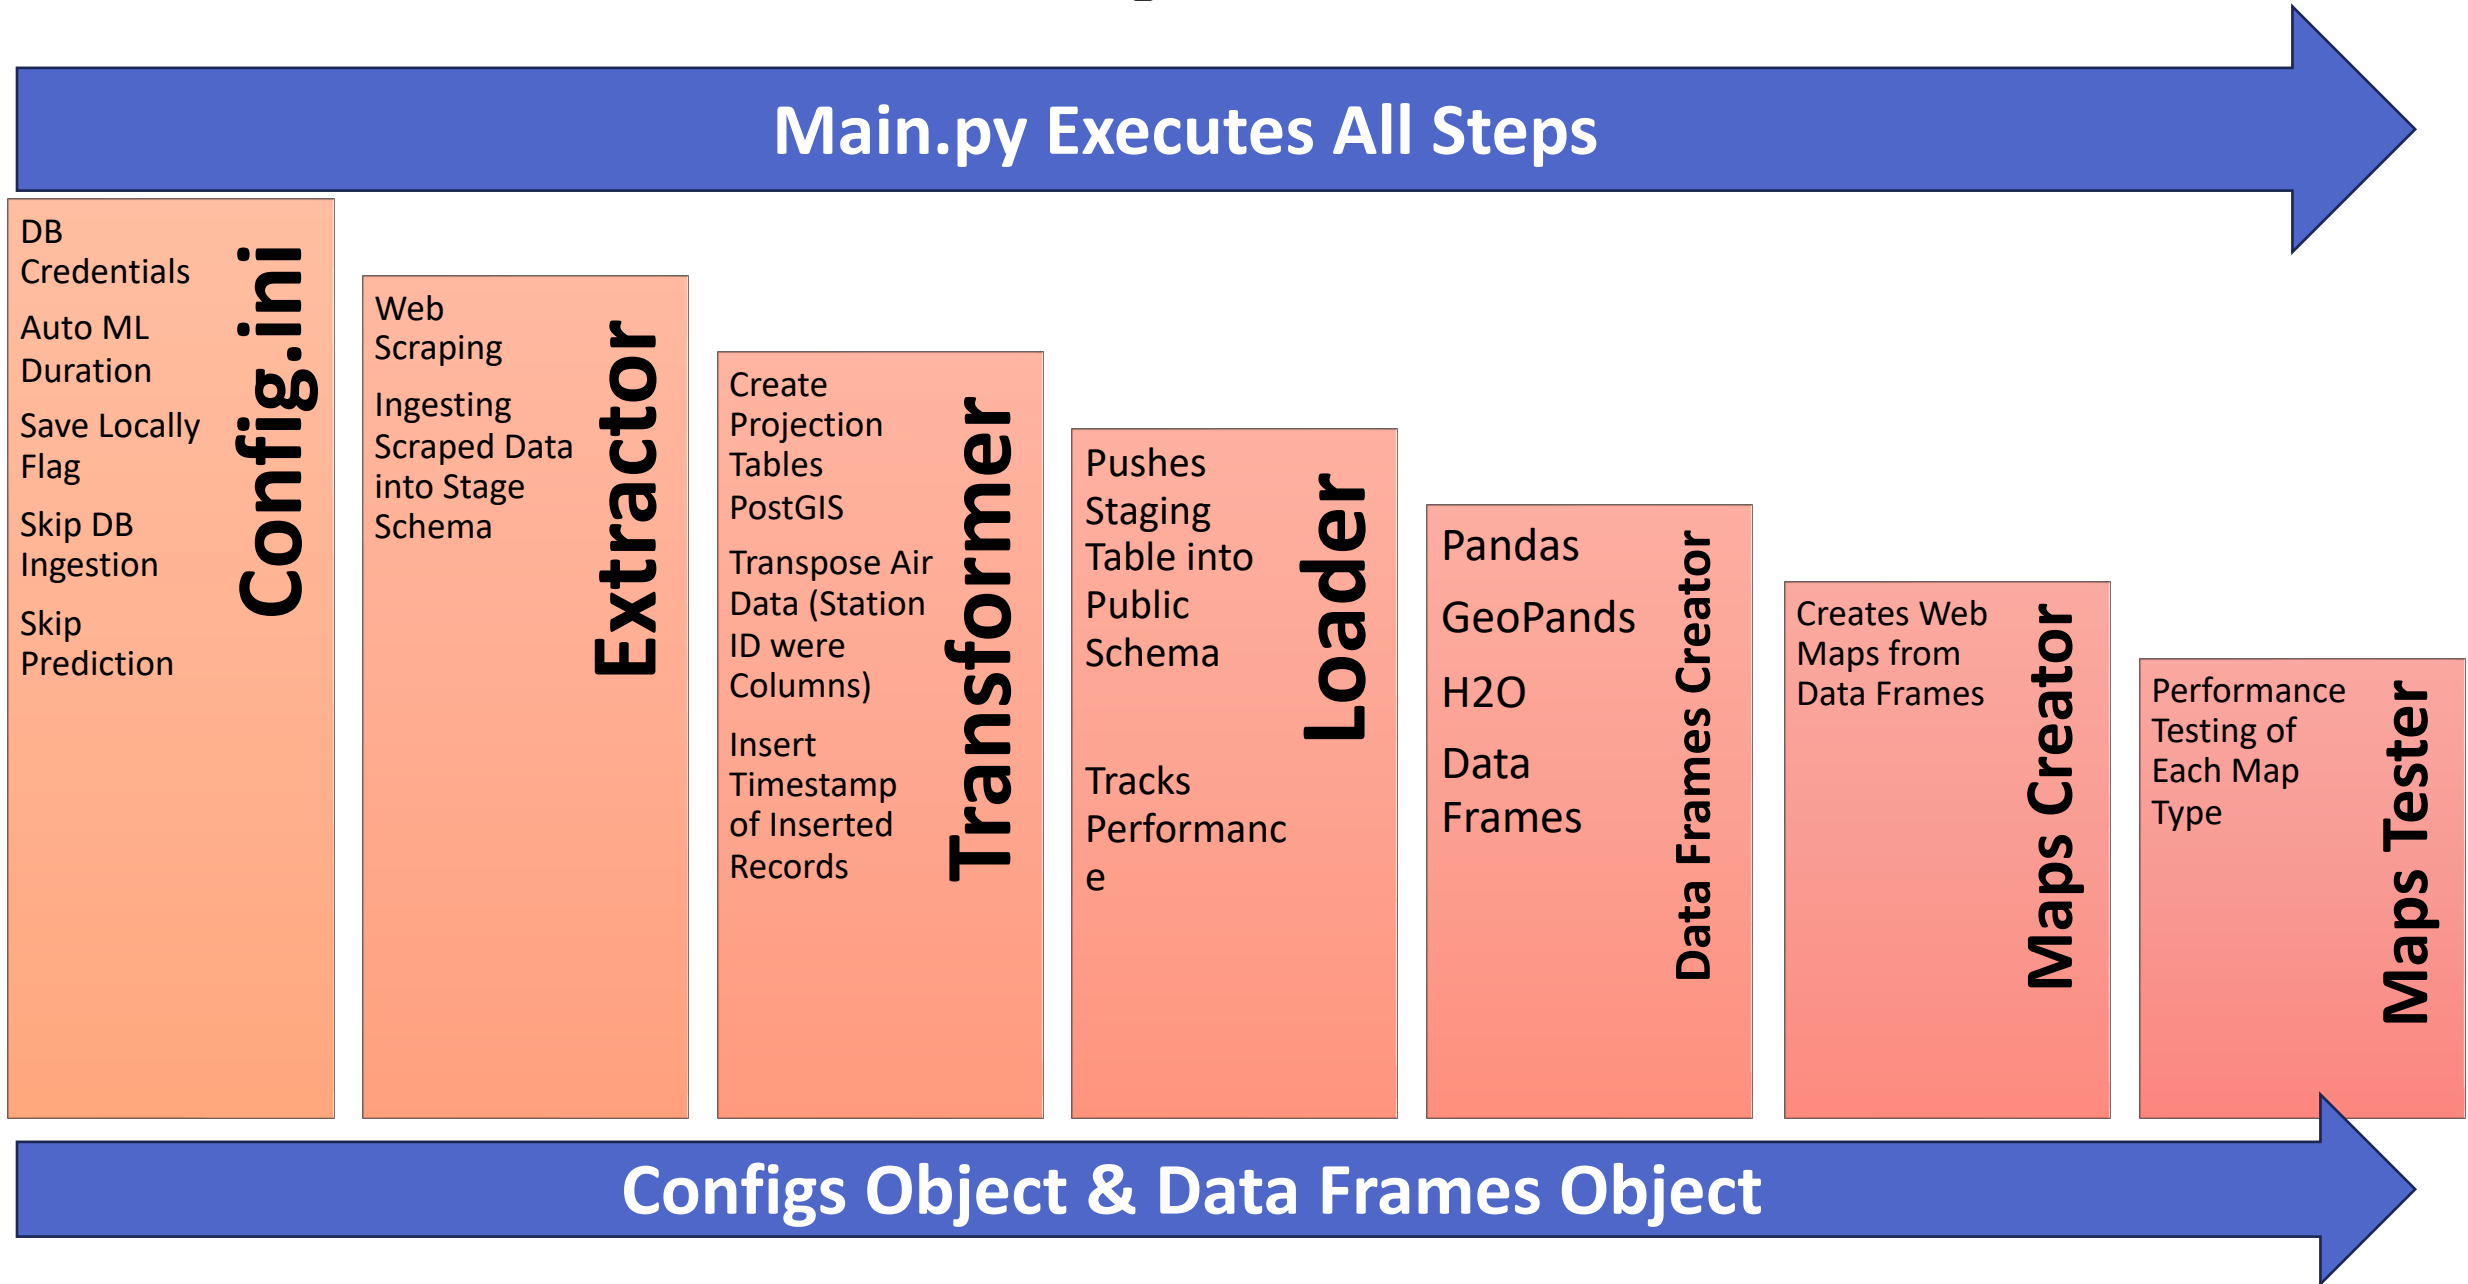 Main.py Executes All Steps
DB
Credentials
Auto ML
Duration
Save Locally
Flag
Skip DB
Ingestion
Skip
Prediction
Config.ini
Web
Scraping
Ingesting
Scraped Data
into Stage
Schema
Extractor
Create
Projection
Tables
PostGIS
Transpose Air
Data (Station
ID were
Columns)
Insert
Timestamp
of Inserted
Records
Transformer
Pushes
Staging
Table into
Public
Schema
Tracks
Performanc
e
Loader
Pandas
GeoPands
H2O
Data
Frames
Data Frames Creator
Creates Web
Maps from
Data Frames
Maps Creator
Performance
Testing of
Each Map
Type
Maps Tester
Configs Object & Data Frames Object